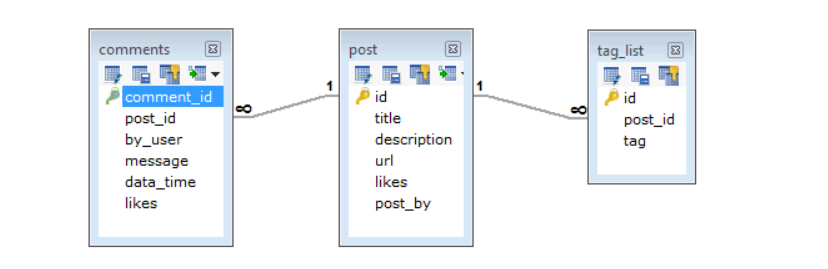 comments
comment_id
post_id
by_user
message
data_time
likes
∞
1
post
id
title
description
url
likes
post_by
1
∞
tag_list
id
post_id
tag